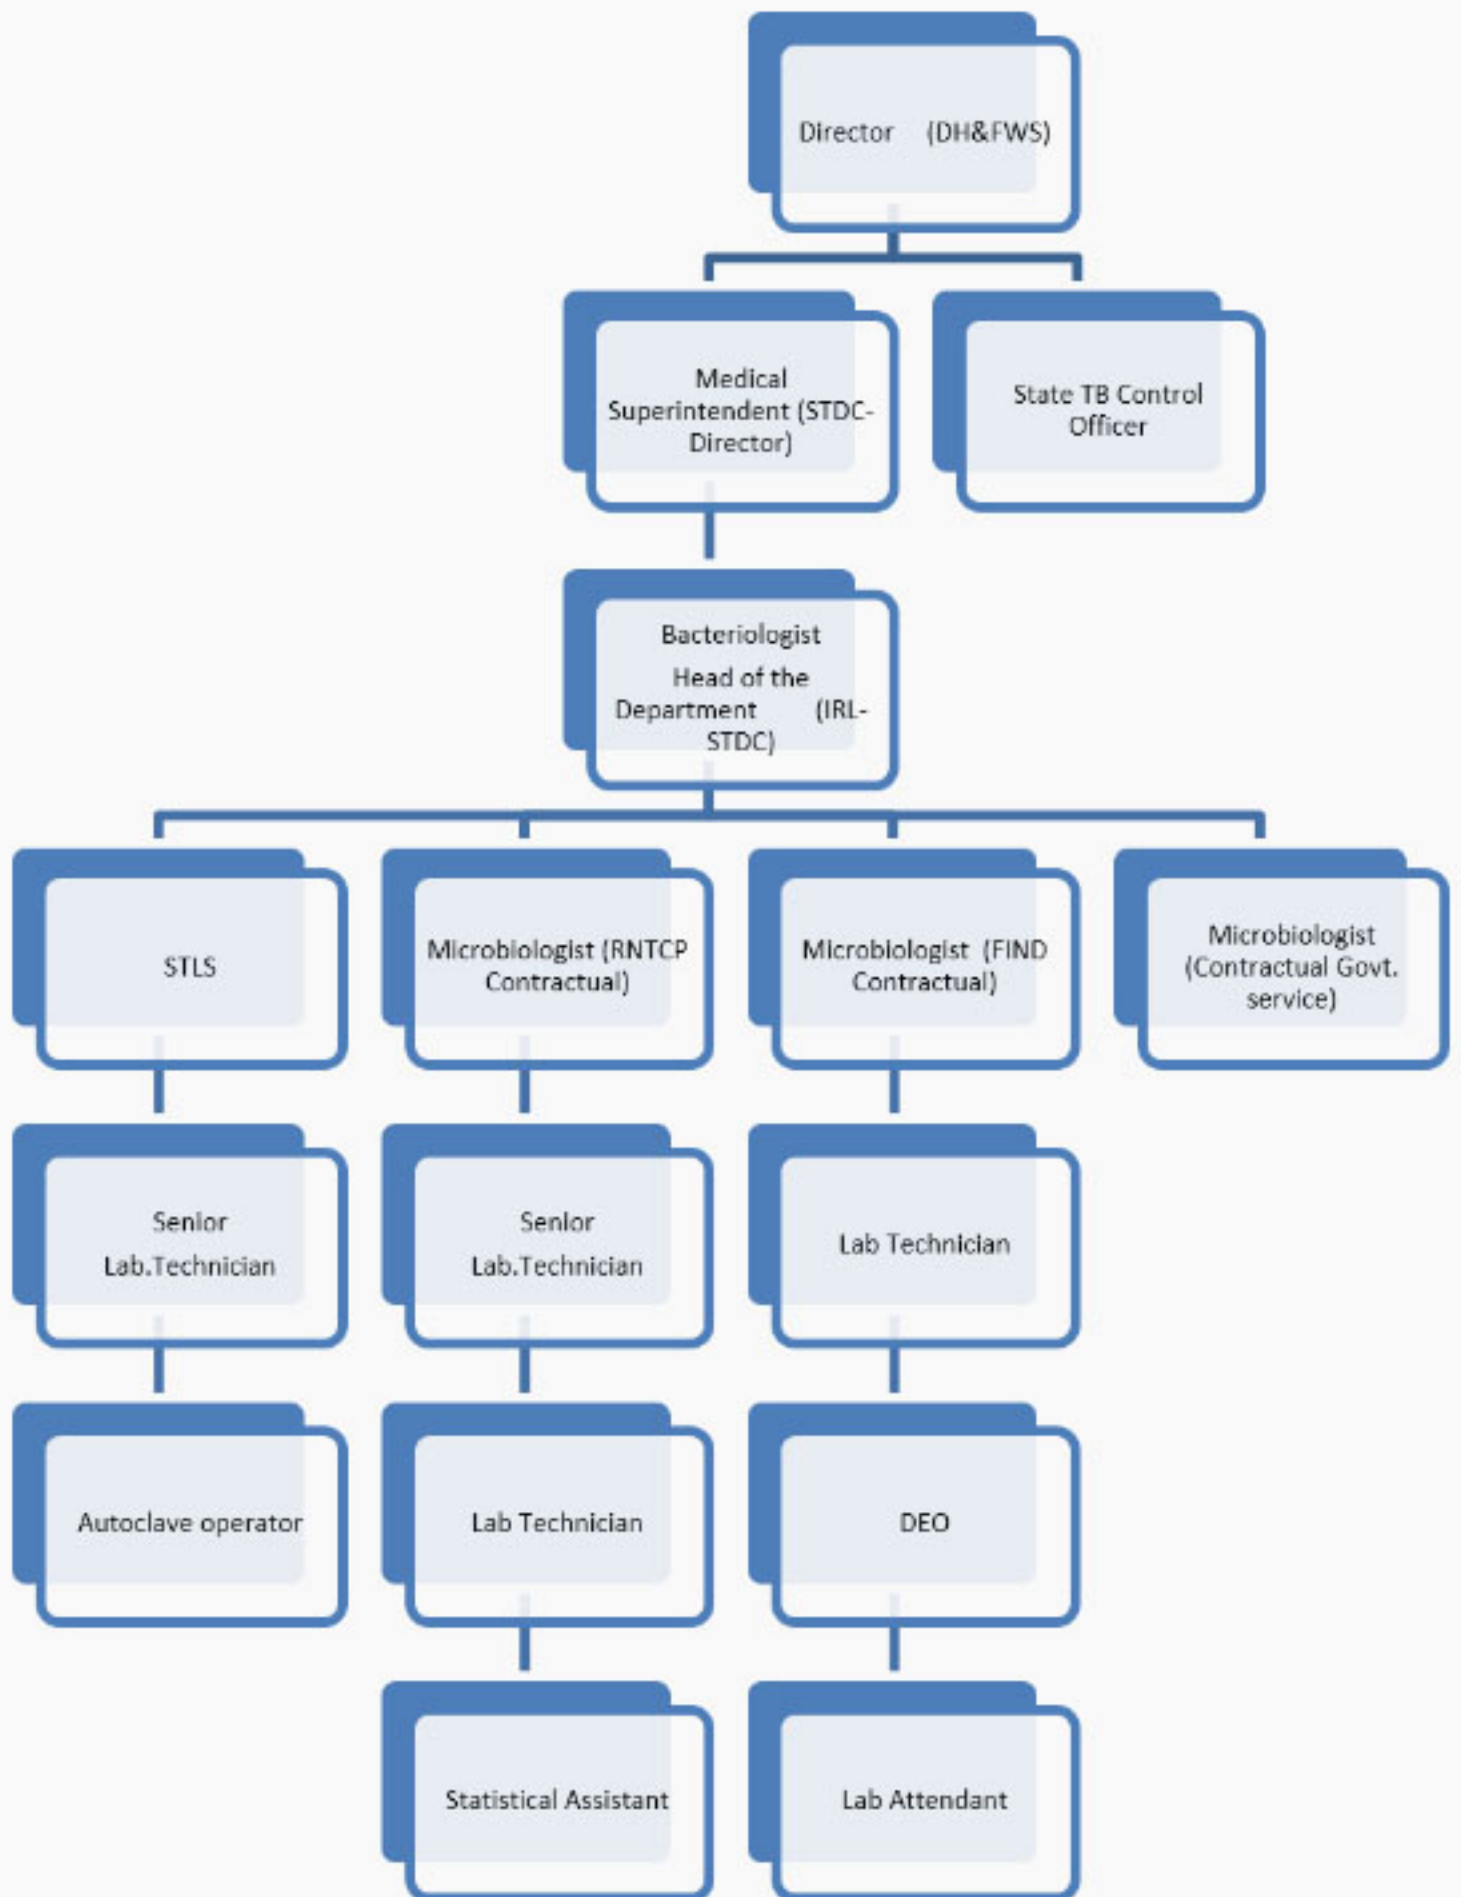 Director (DH&FWS)
Medical
Superintendent (STDC-
Director)
State TB Control
Officer
Bacteriologist
Head of the
Department (IRL-
STDC)
STLS
Microbiologist (RNTCP
Contractual)
Microbiologist (FIND
Contractual)
Microbiologist
(Contractual Govt.
service)
Senior
Lab.Technician
Senior
Lab.Technician
Lab Technician
Autoclave operator
Lab Technician
DEO
Statistical Assistant
Lab Attendant